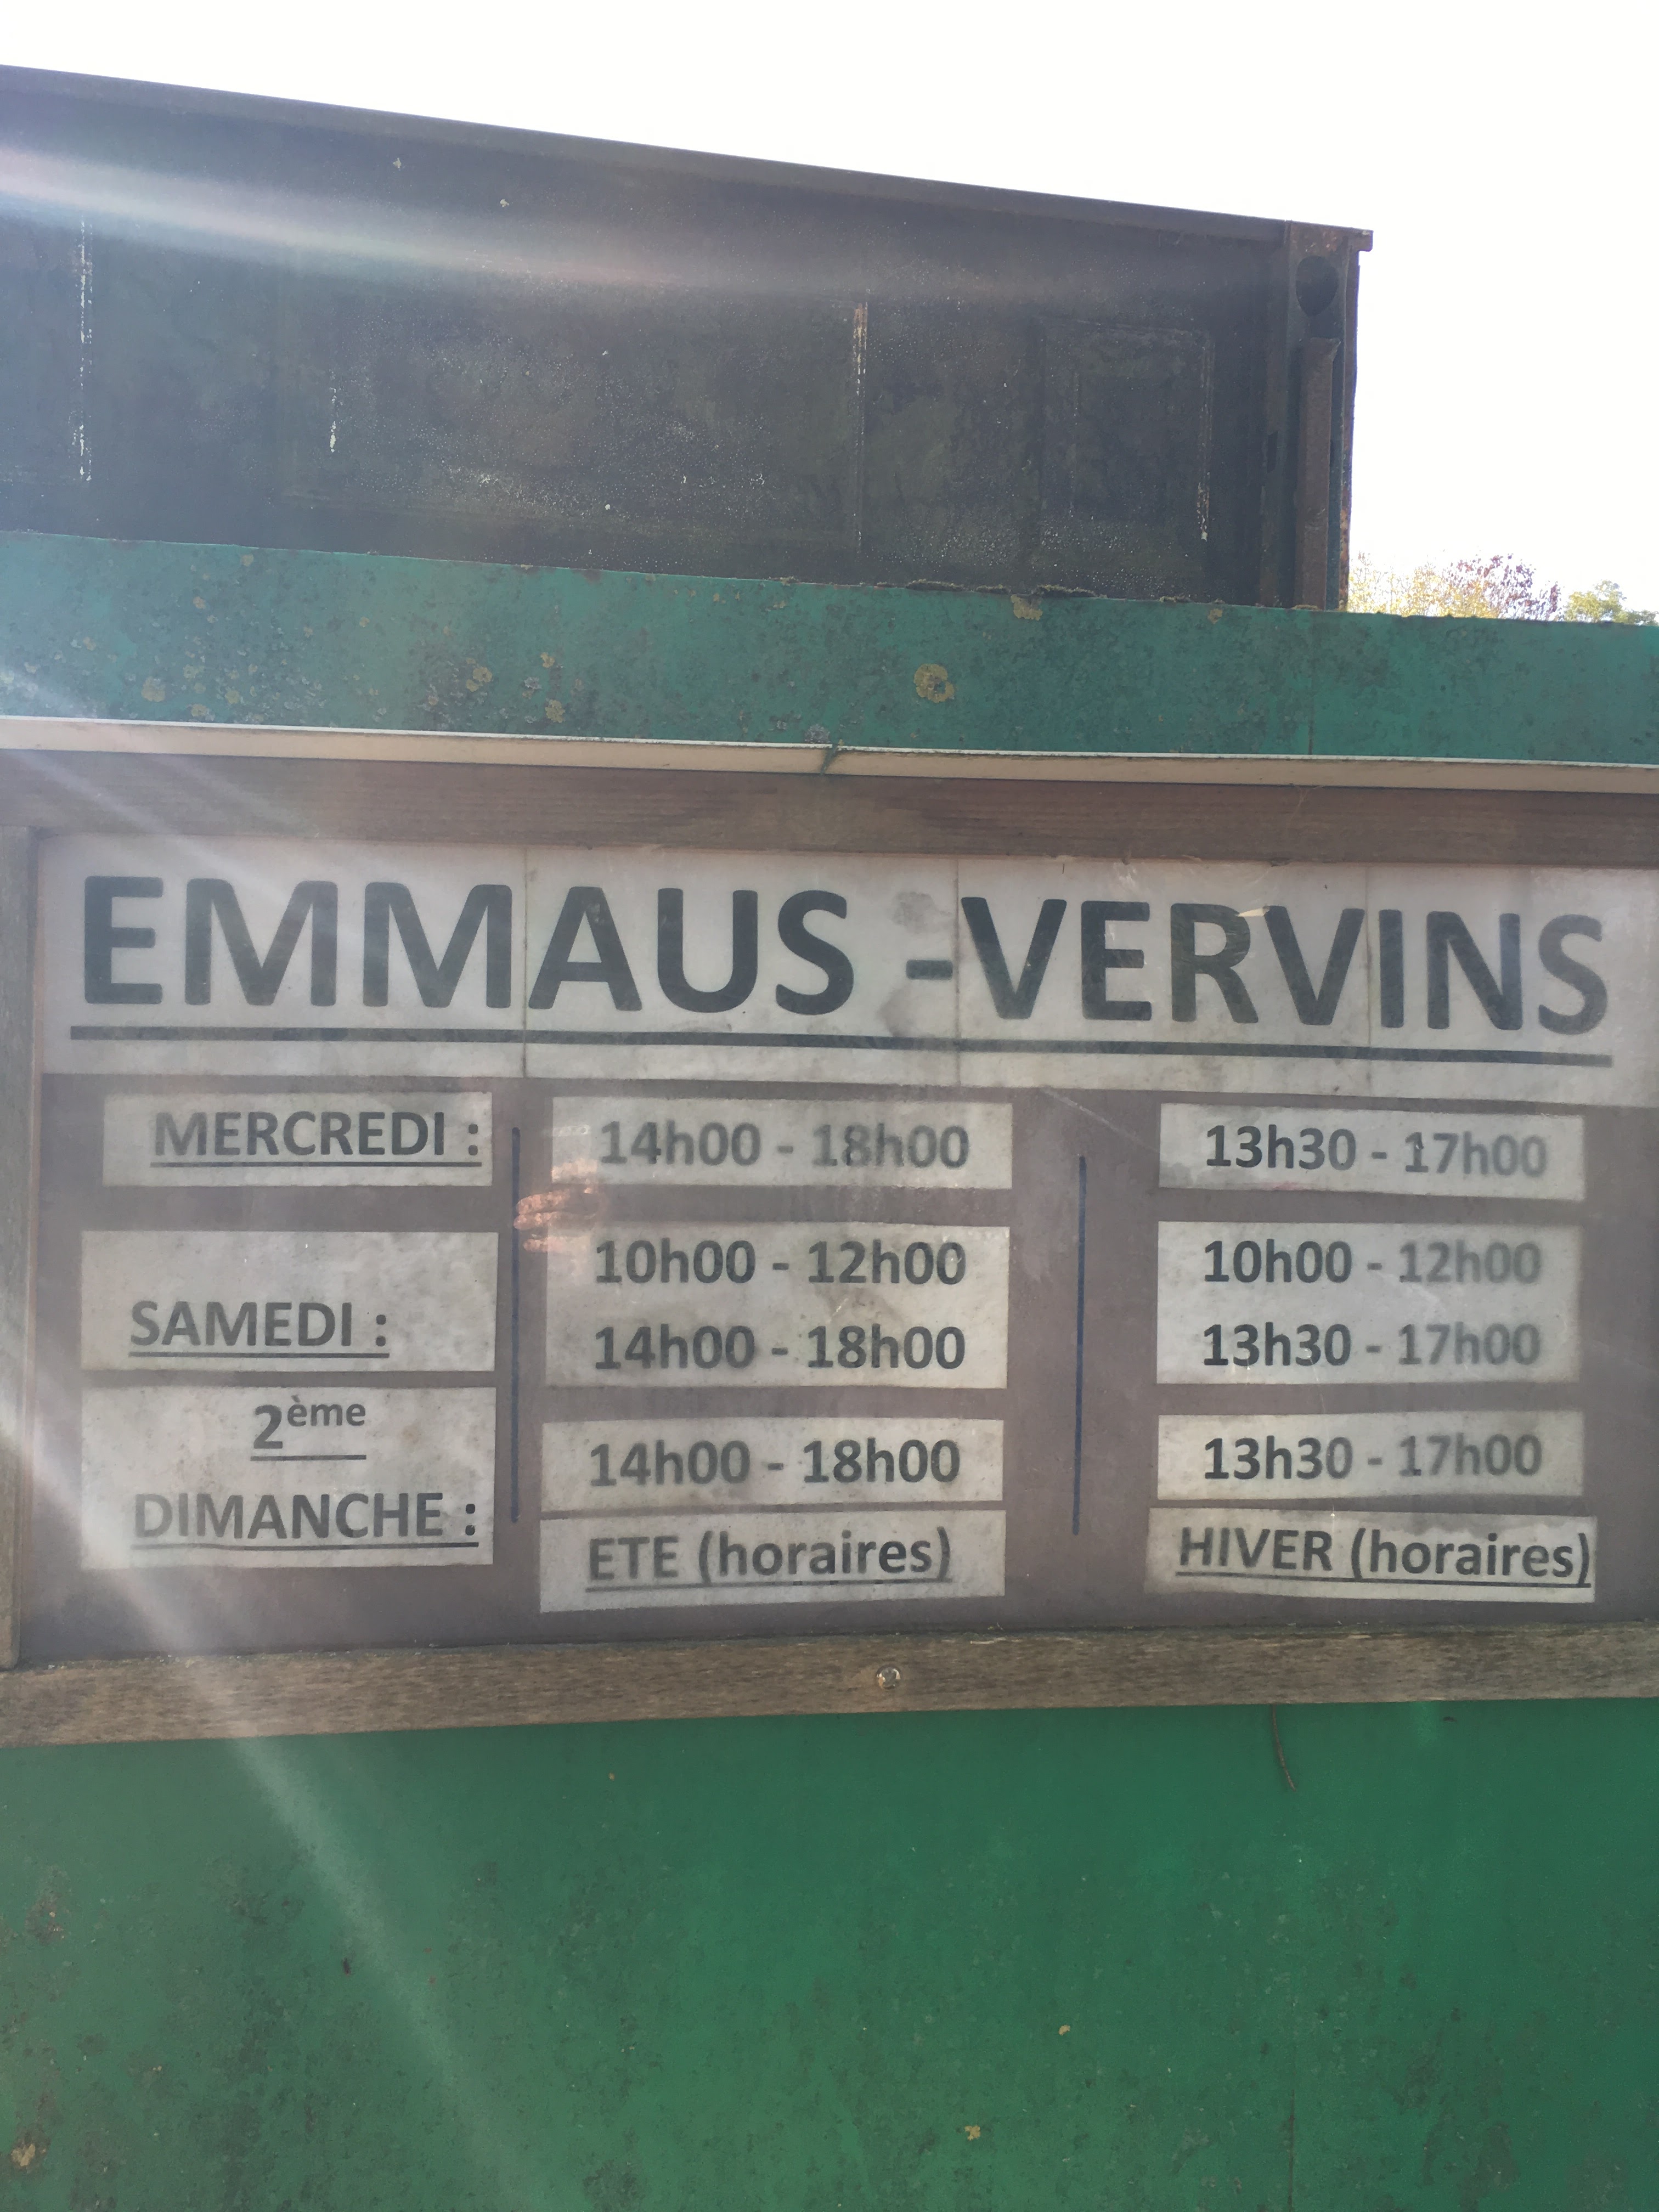 EMMAUS -VERVINS
MERCREDI : 14h00 - 18h00 13h30 - 17h00
10h00 - 12h00 10h00 - 12h00
SAMEDI : 14h00 - 18h00 13h30 - 17h00
2ème
DIMANCHE : 14h00 - 18h00 13h30 - 17h00
ETE (horaires) HIVER (horaires)